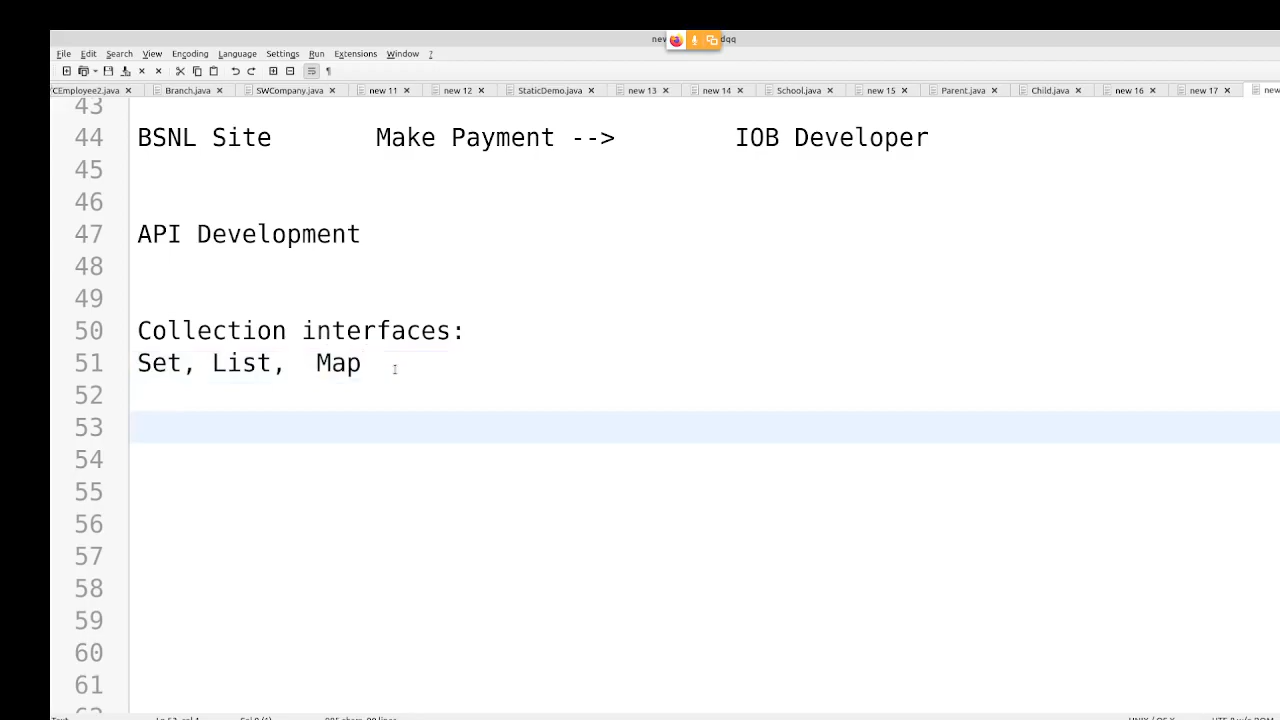 File Edit Search View Encoding Language Settings Run Extensions Window ?
CEmployee2.java Branch.java SWCompany.java new 11 new 12 StaticDemo.java new 13 new 14 School.java new 15 Parent.java Child.java new 16 new 17 new
43
44 BSNL Site Make Payment --> IOB Developer
45
46
47 API Development
48
49
50 Collection interfaces:
51 Set, List, Map
52
53
54
55
56
57
58
59
60
61